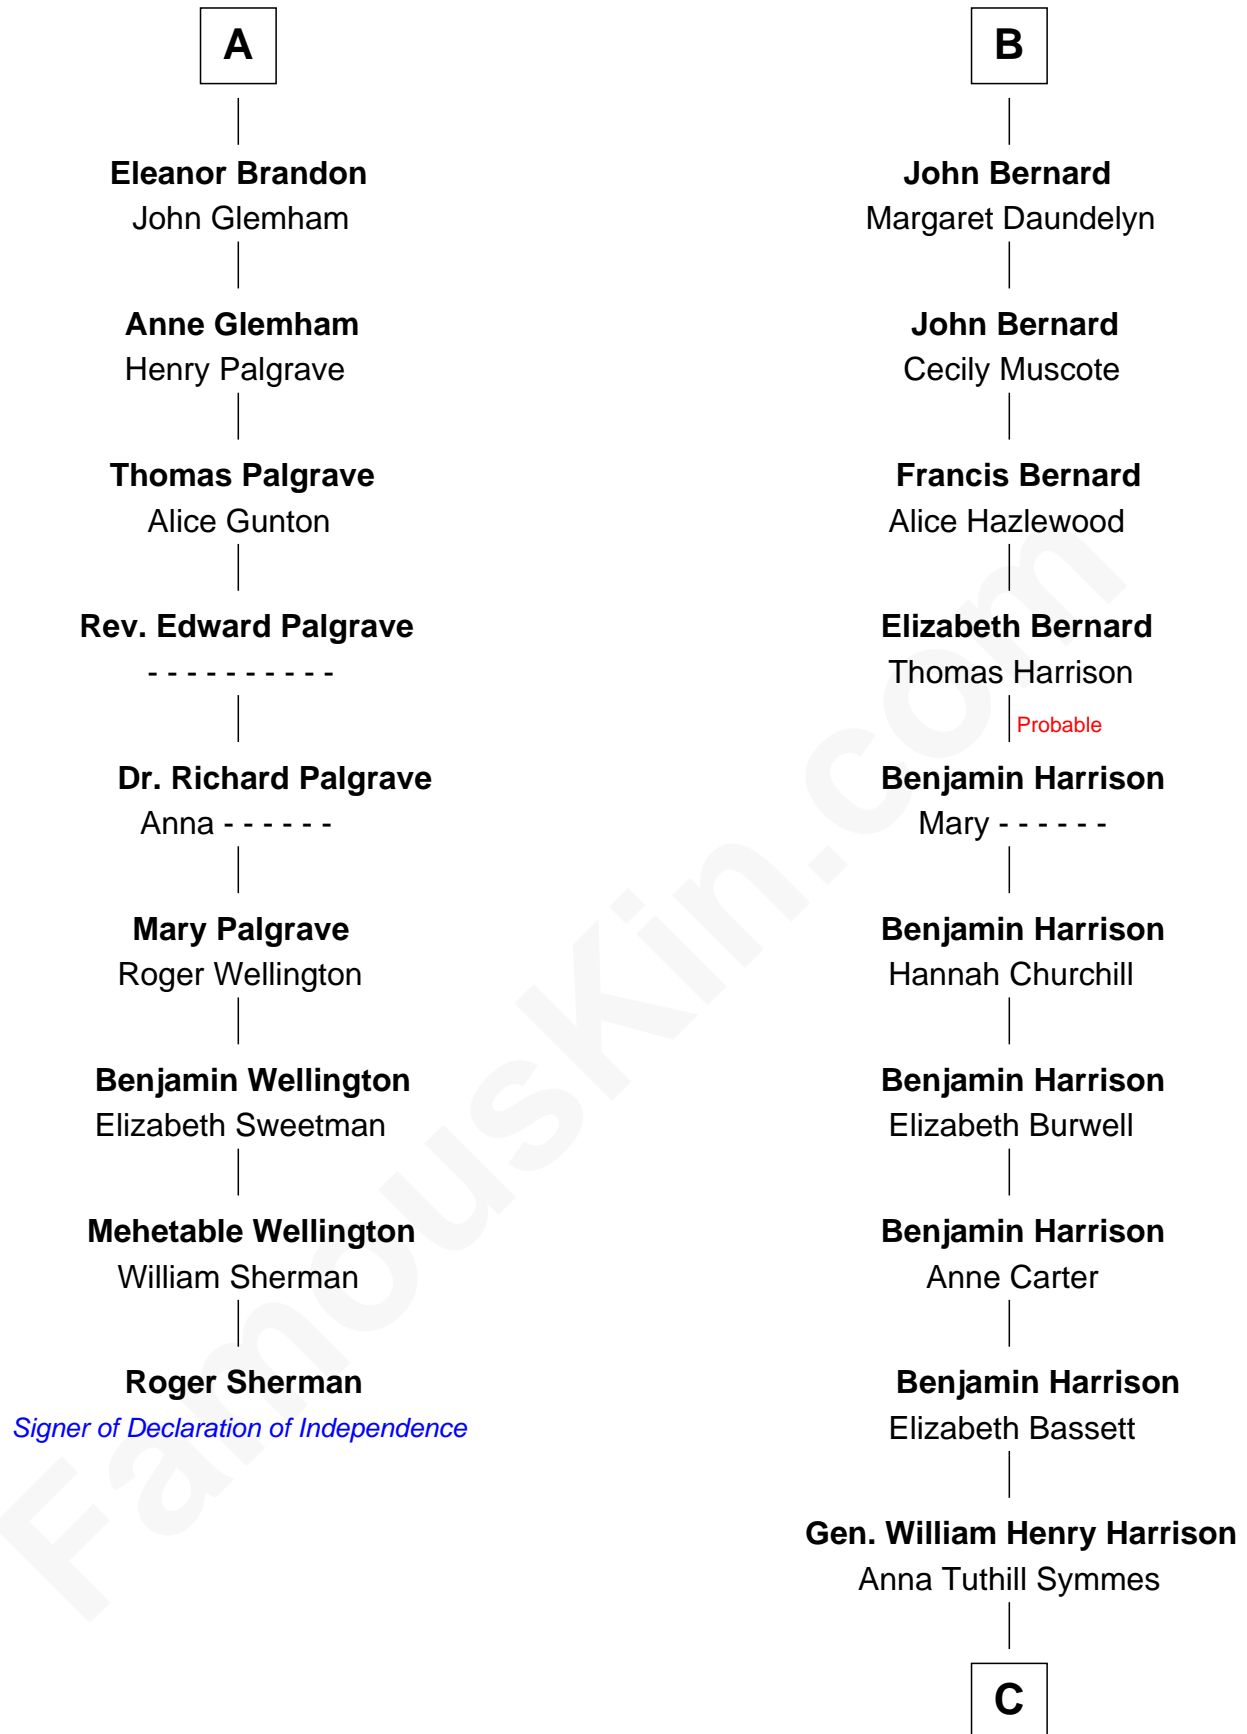 A
Eleanor Brandon
John Glemham
Anne Glemham
Henry Palgrave
Thomas Palgrave
Alice Gunton
Rev. Edward Palgrave
- - - - - - - - - -
Dr. Richard Palgrave
Anna - - - - - -
Mary Palgrave
Roger Wellington
Benjamin Wellington
Elizabeth Sweetman
Mehetable Wellington
William Sherman
Roger Sherman
Signer of Declaration of Independence
B
John Bernard
Margaret Daundelyn
John Bernard
Cecily Muscote
Francis Bernard
Alice Hazlewood
Elizabeth Bernard
Thomas Harrison
Probable
Benjamin Harrison
Mary - - - - - -
Benjamin Harrison
Hannah Churchill
Benjamin Harrison
Elizabeth Burwell
Benjamin Harrison
Anne Carter
Benjamin Harrison
Elizabeth Bassett
Gen. William Henry Harrison
Anna Tuthill Symmes
C
FamousKin.com